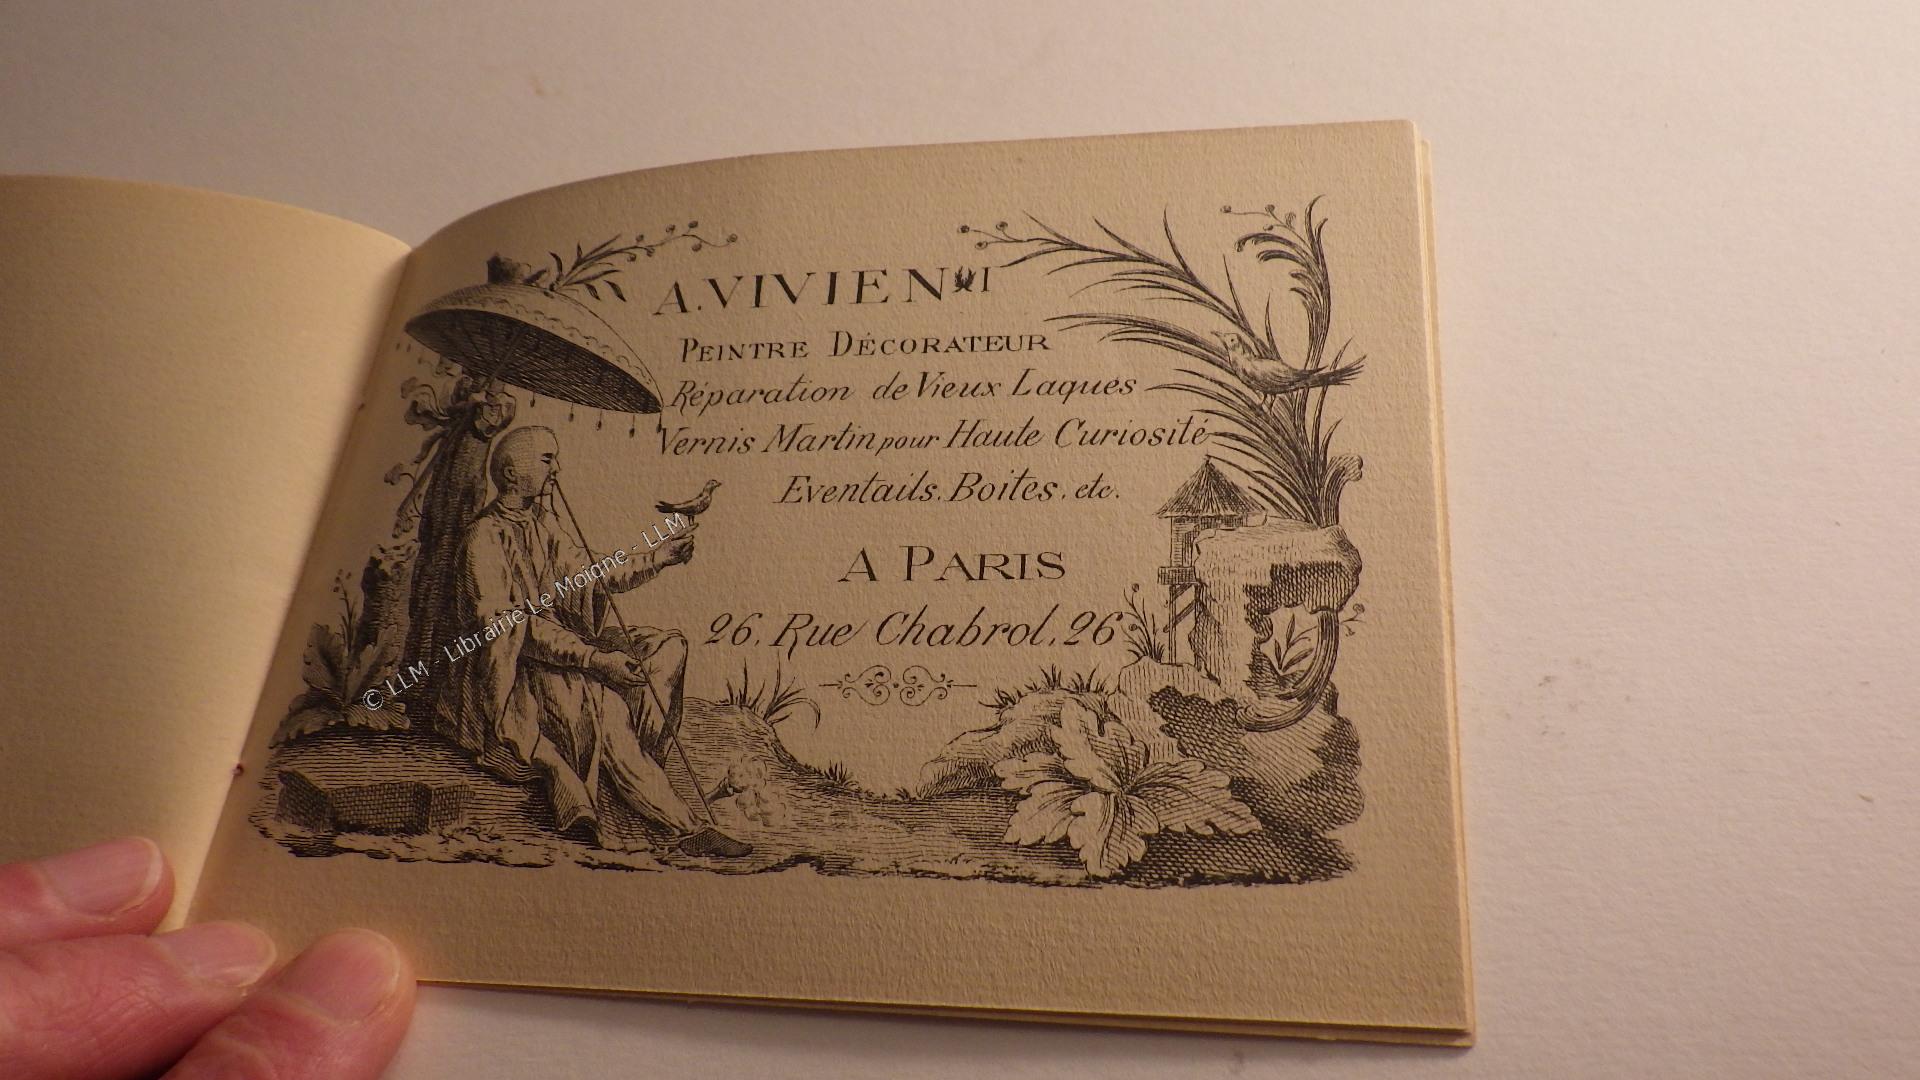 A. VIVIEN
PEINTRE DÉCORATEUR
Réparation de Vieux Laques
Vernis Martin pour Haute Curiosité
Eventails, Boites, etc.
A PARIS
26, Rue Chabrol, 26
© LLM - Librairie Le Moigne - LLM